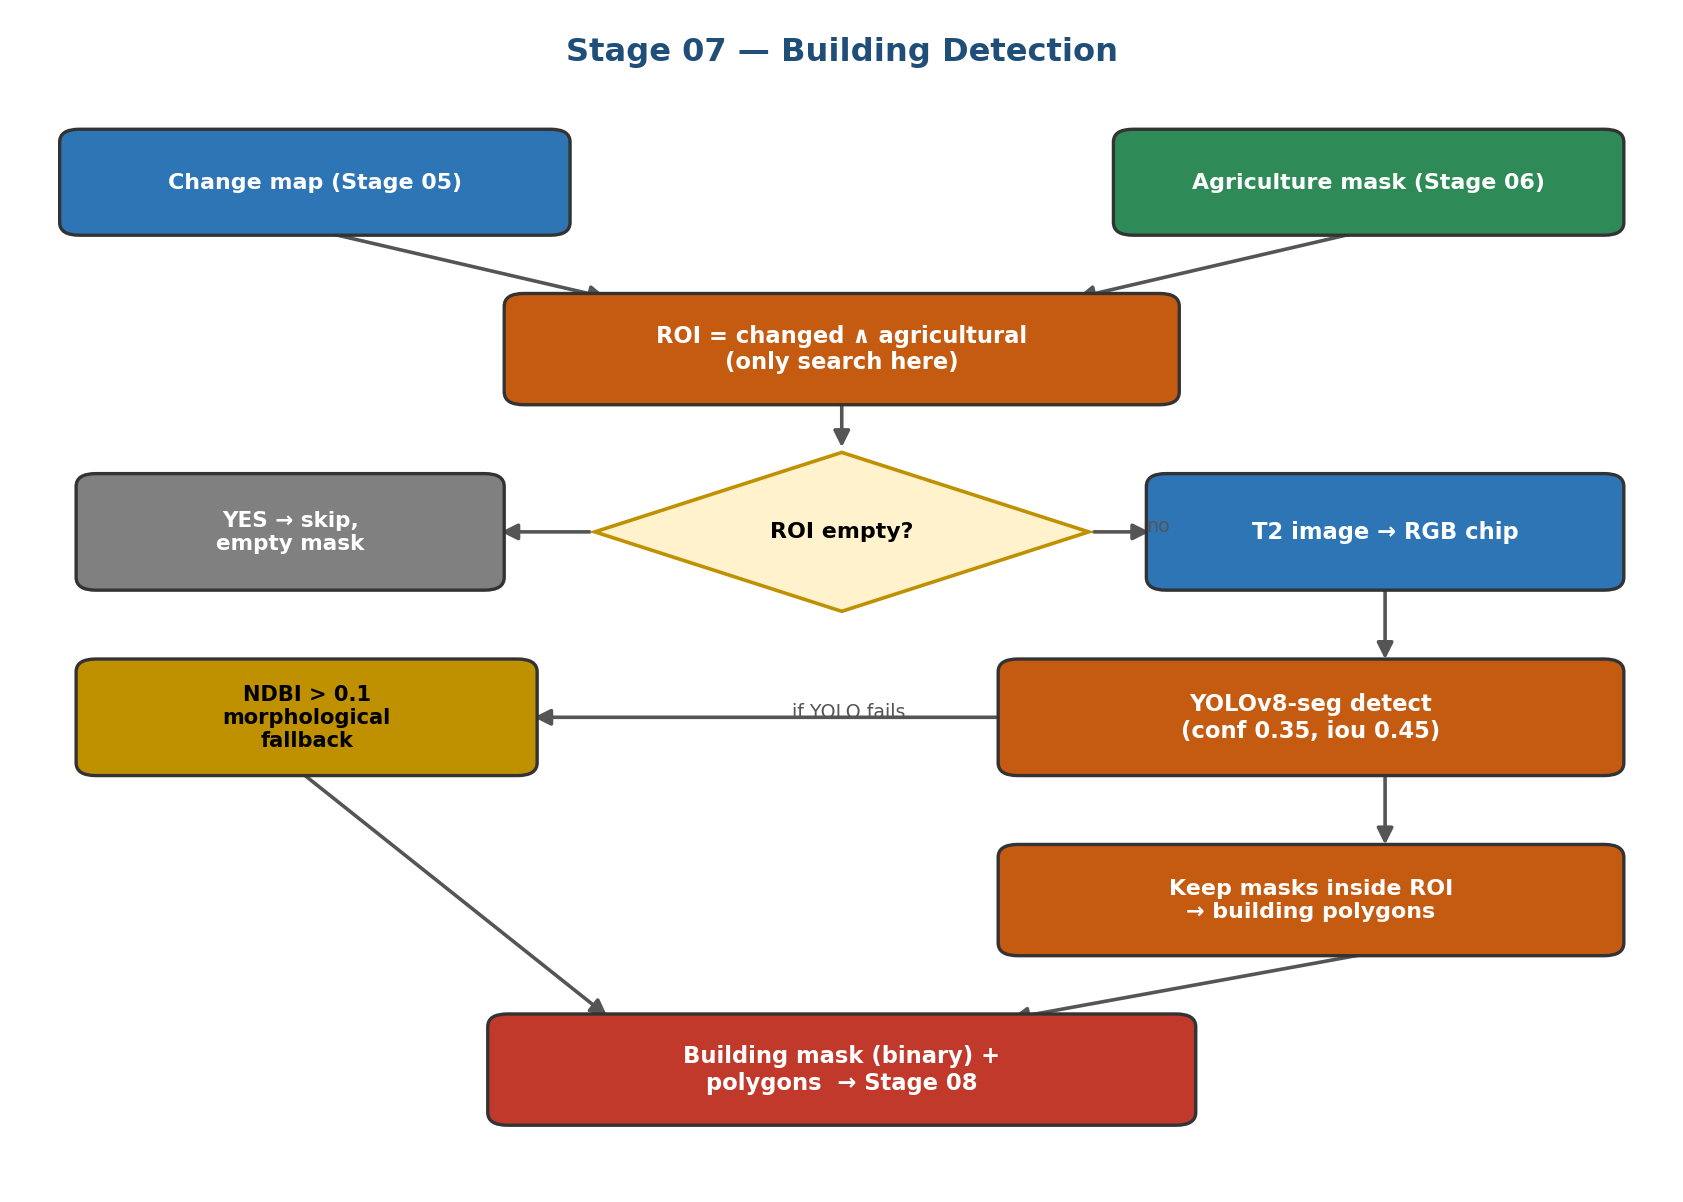 Stage 07 — Building Detection
Change map (Stage 05)
Agriculture mask (Stage 06)
ROI = changed ∧ agricultural
(only search here)
YES → skip,
empty mask
ROI empty?
no
T2 image → RGB chip
NDBI > 0.1
morphological
fallback
if YOLO fails
YOLOv8-seg detect
(conf 0.35, iou 0.45)
Keep masks inside ROI
→ building polygons
Building mask (binary) +
polygons → Stage 08